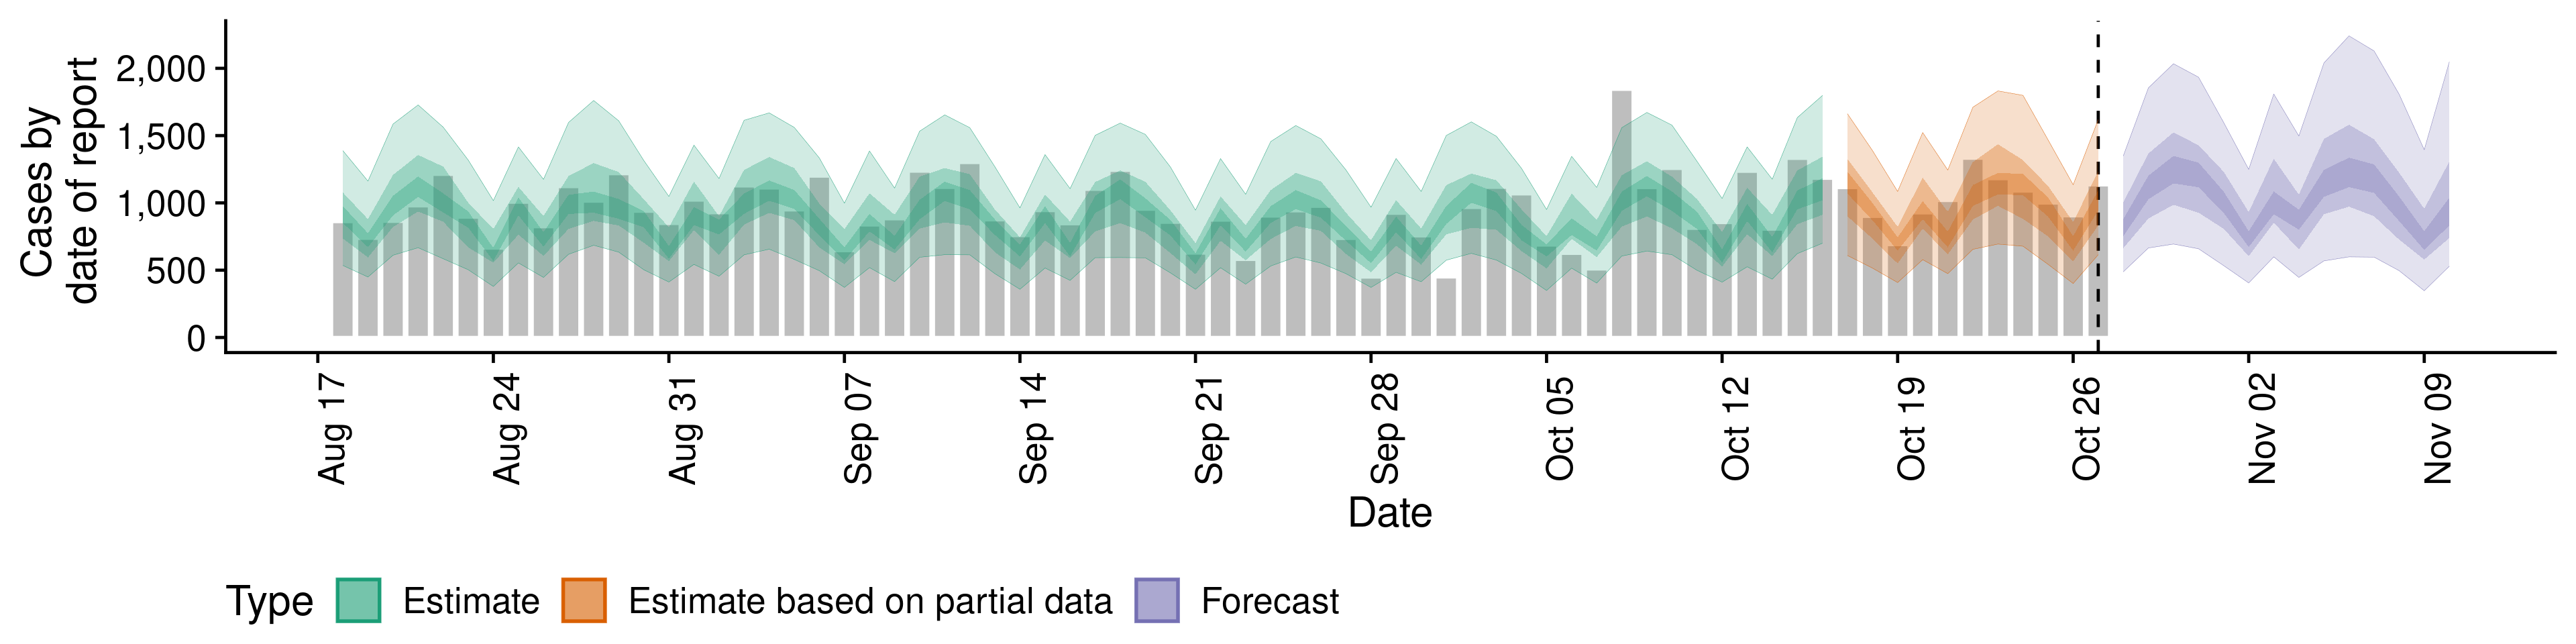 Cases by
date of report
2,000
1,500
1,000
500
0
Aug 17
Aug 24
Aug 31
Sep 07
Sep 14
Sep 21
Sep 28
Oct 05
Oct 12
Oct 19
Oct 26
Nov 02
Nov 09
Date
Type Estimate Estimate based on partial data Forecast